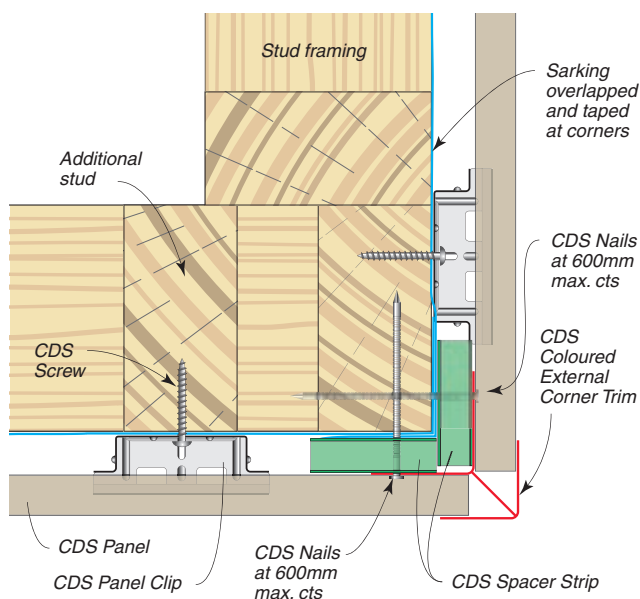 Stud framing
Sarking
overlapped
and taped
at corners
Additional
stud
CDS Nails
at 600mm
max. cts
CDS
Screw
CDS
Coloured
External
Corner Trim
CDS Panel
CDS Panel Clip
CDS Nails
at 600mm
max. cts
CDS Spacer Strip